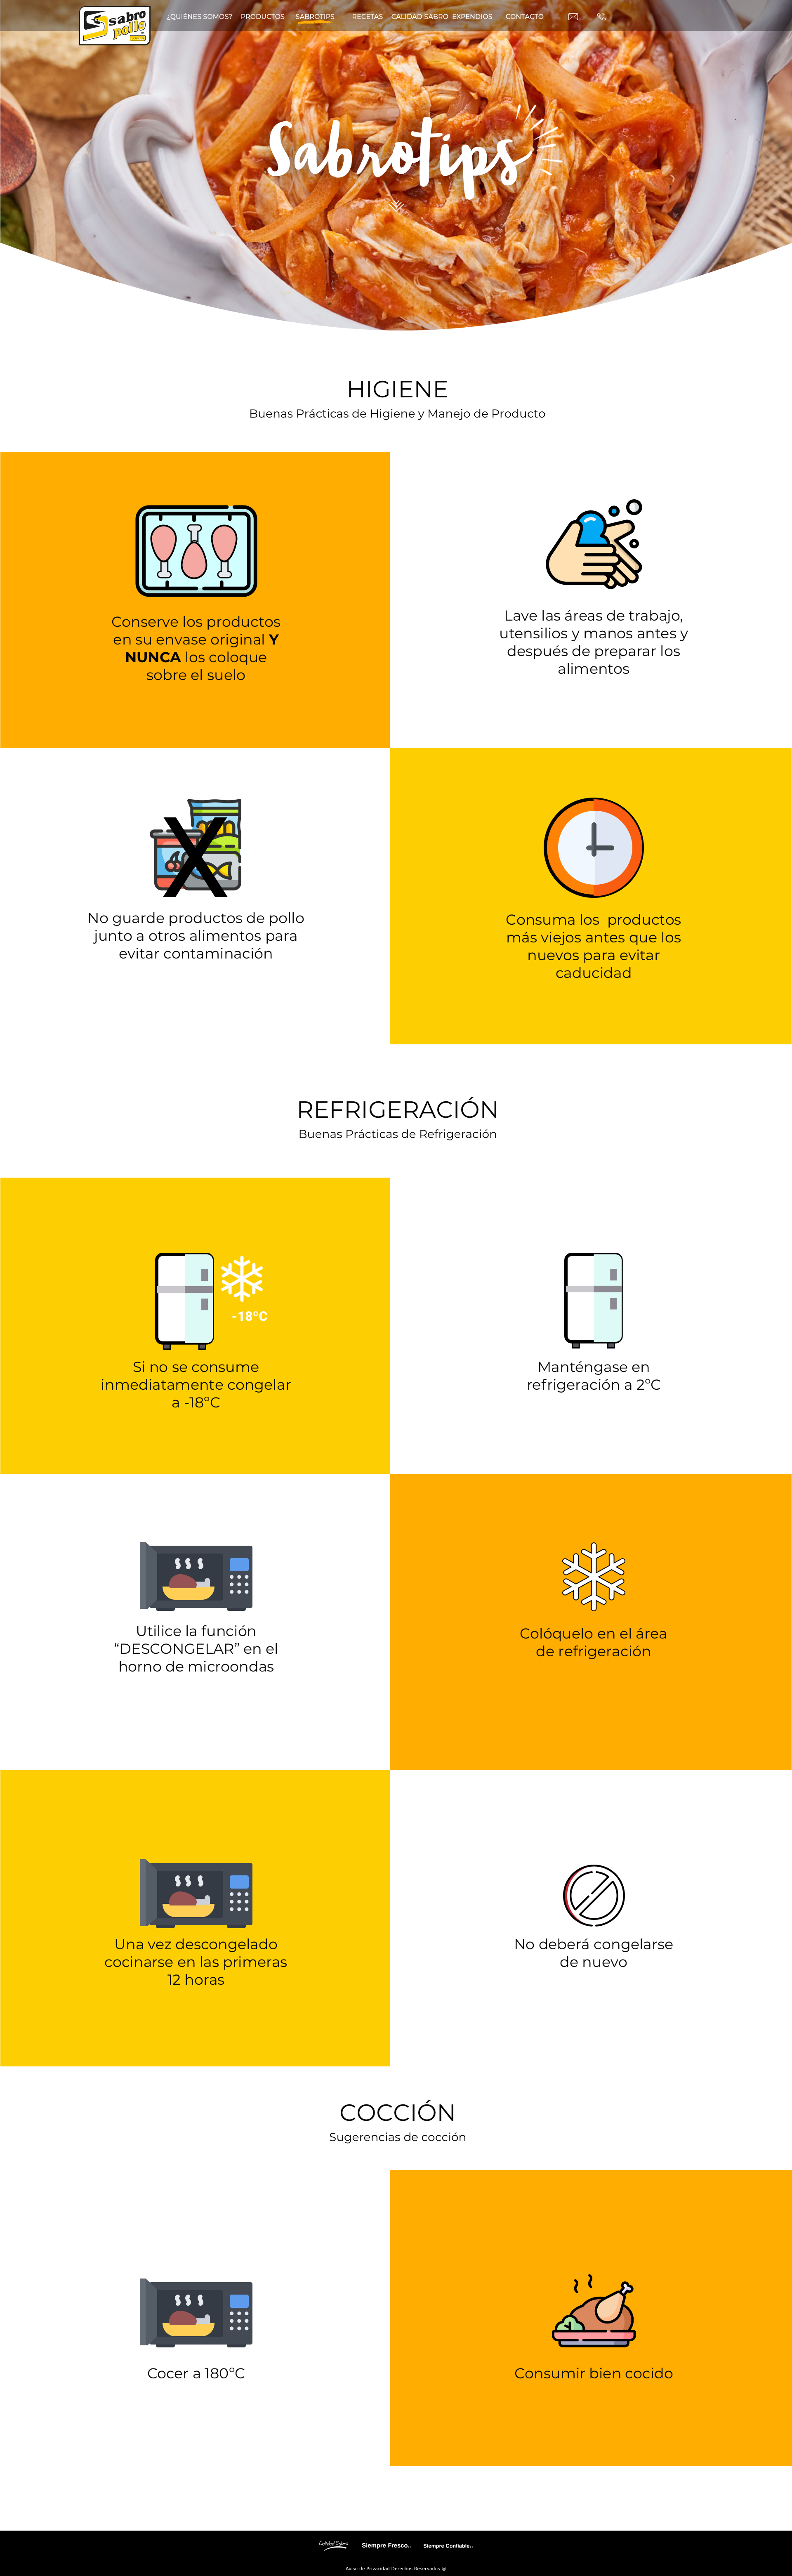 Sabro
pollo
¿QUIÉNES SOMOS? PRODUCTOS SABROTIPS RECETAS CALIDAD SABRO EXPENDIOS CONTACTO
Sabrotips
HIGIENE
Buenas Prácticas de Higiene y Manejo de Producto
Conserve los productos
en su envase original Y
NUNCA los coloque
sobre el suelo
Lave las áreas de trabajo,
utensilios y manos antes y
después de preparar los
alimentos
X
No guarde productos de pollo
junto a otros alimentos para
evitar contaminación
Consuma los productos
más viejos antes que los
nuevos para evitar
caducidad
REFRIGERACIÓN
Buenas Prácticas de Refrigeración
-18°C
Si no se consume
inmediatamente congelar
a -18°C
Manténgase en
refrigeración a 2°C
Utilice la función
“DESCONGELAR” en el
horno de microondas
Colóquelo en el área
de refrigeración
Una vez descongelado
cocinarse en las primeras
12 horas
No deberá congelarse
de nuevo
COCCIÓN
Sugerencias de cocción
Cocer a 180°C
Consumir bien cocido
Calidad Sabro.. Siempre Fresco.. Siempre Confiable..
Aviso de Privacidad Derechos Reservados ®